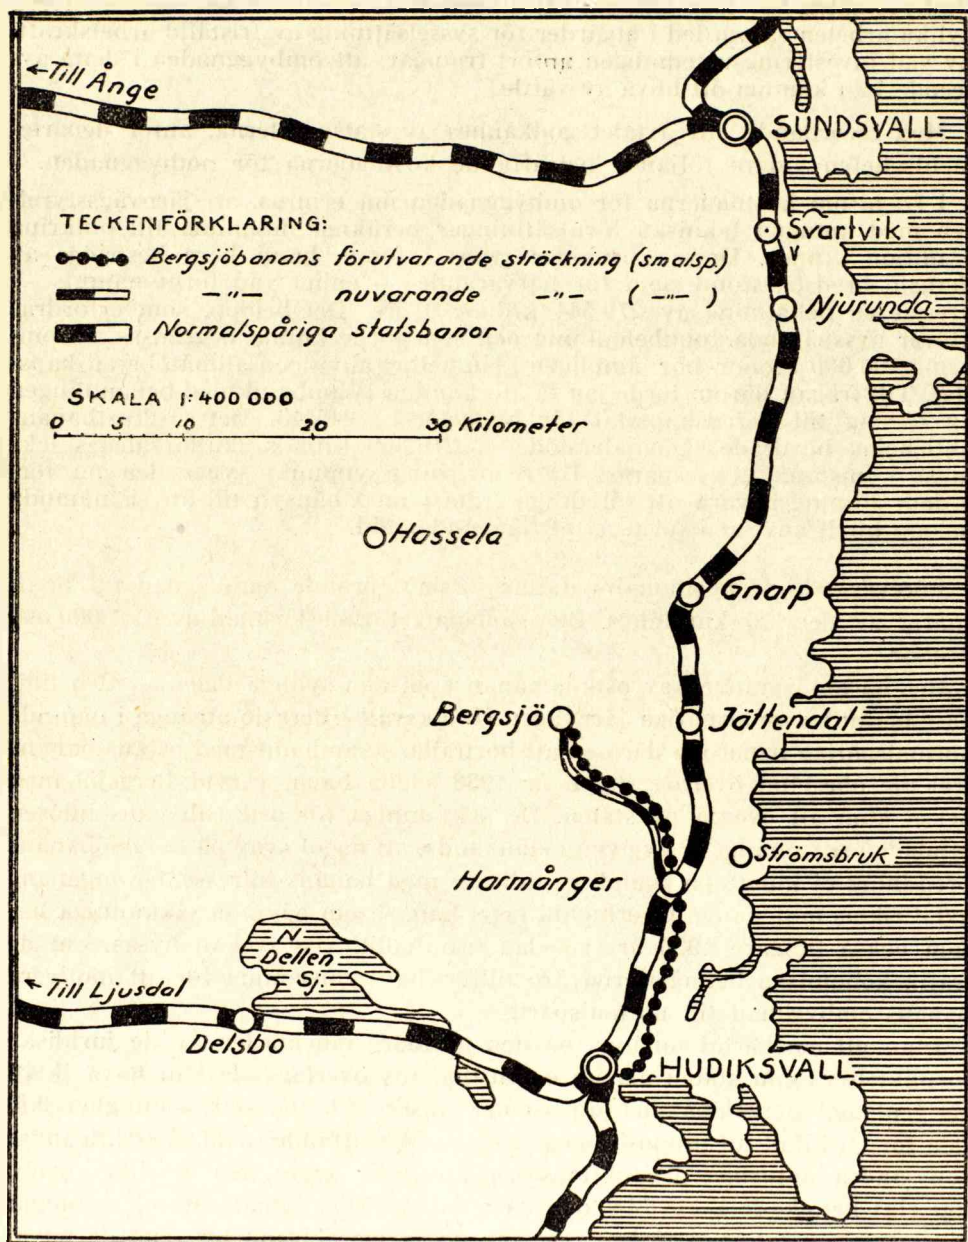 ←Till Ånge
SUNDSVALL
TECKENFÖRKLARING:
Bergsjöbanans förutvarande sträckning (smalsp.)
-"- nuvarande -"- ( -"- )
Normalspåriga statsbanor
Svartvik
V
Njurunda
SKALA 1:400 000
0 5 10 20 30 Kilometer
Hassela
Gnarp
Bergsjö
Jättendal
Strömsbruk
Harmånger
N
Dellen
Sj.
←Till Ljusdal
Delsbo
HUDIKSVALL